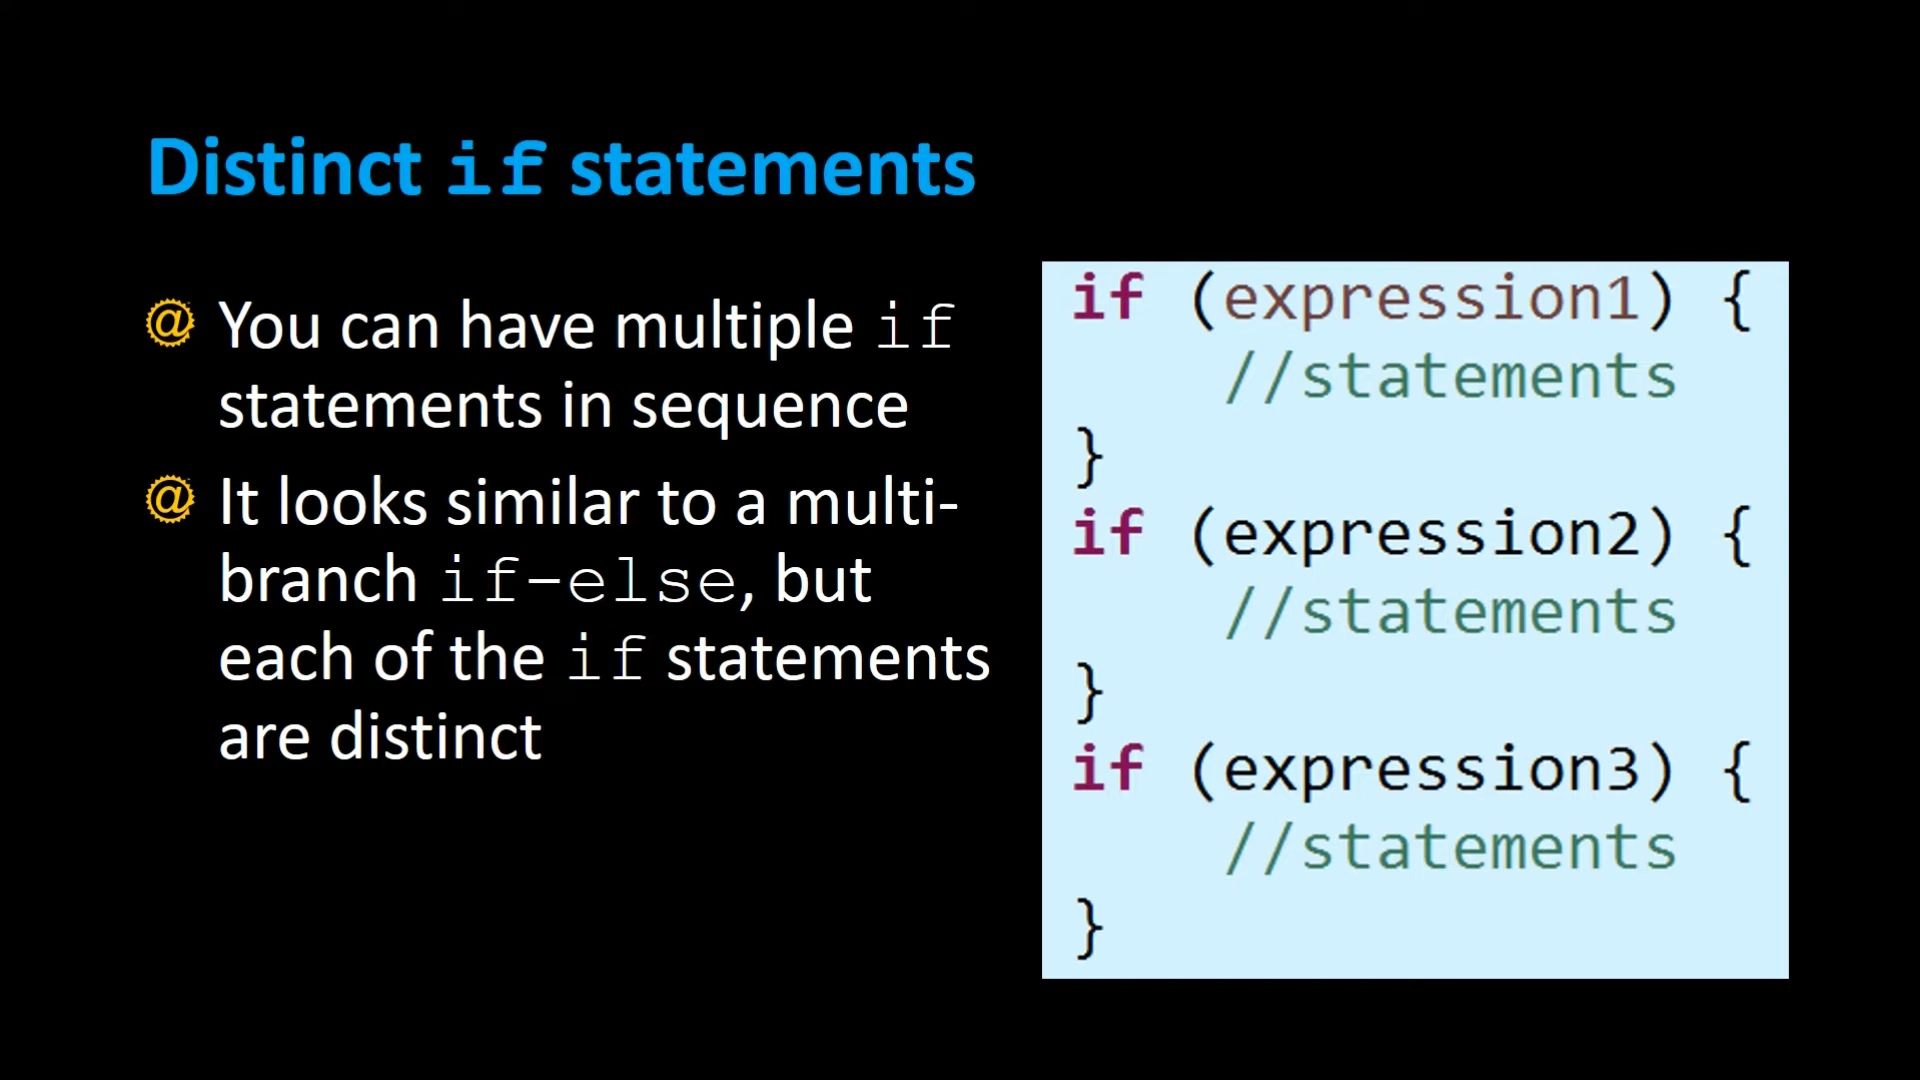 Distinct if statements
@ You can have multiple if
statements in sequence
@ It looks similar to a multi-
branch if-else, but
each of the if statements
are distinct
if (expression1) {
//statements
}
if (expression2) {
//statements
}
if (expression3) {
//statements
}